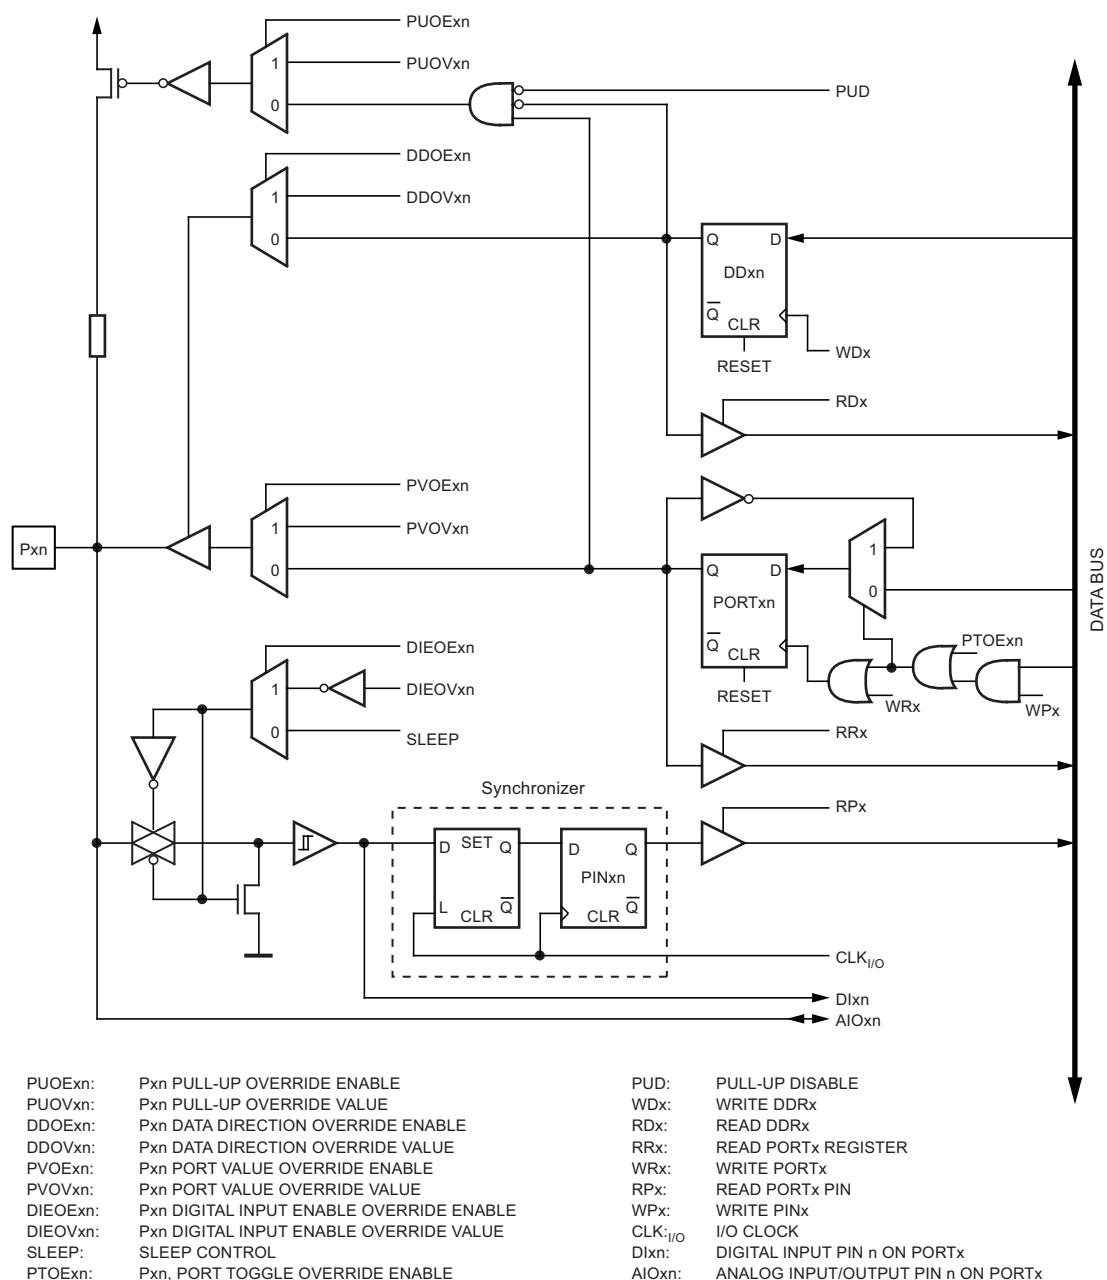 PUOExn
1
PUOVxn
0
PUD
DDOExn
1
DDOVxn
0
Q D
DDxn
Q
CLR
RESET
WDx
RDx
PVOExn
1
PVOVxn
0
Pxn
1
0
Q D
PORTxn
Q
CLR
RESET
PTOExn
WRx
WPx
DATA BUS
DIEOExn
1
DIEOVxn
0
SLEEP
RRx
Synchronizer
RPx
D SET Q
L
CLR Q
D Q
PINxn
CLR Q
CLKI/O
DIxn
AIOxn
PUOExn: Pxn PULL-UP OVERRIDE ENABLE
PUOVxn: Pxn PULL-UP OVERRIDE VALUE
DDOExn: Pxn DATA DIRECTION OVERRIDE ENABLE
DDOVxn: Pxn DATA DIRECTION OVERRIDE VALUE
PVOExn: Pxn PORT VALUE OVERRIDE ENABLE
PVOVxn: Pxn PORT VALUE OVERRIDE VALUE
DIEOExn: Pxn DIGITAL INPUT ENABLE OVERRIDE ENABLE
DIEOVxn: Pxn DIGITAL INPUT ENABLE OVERRIDE VALUE
SLEEP: SLEEP CONTROL
PTOExn: Pxn, PORT TOGGLE OVERRIDE ENABLE
PUD: PULL-UP DISABLE
WDx: WRITE DDRx
RDx: READ DDRx
RRx: READ PORTx REGISTER
WRx: WRITE PORTx
RPx: READ PORTx PIN
WPx: WRITE PINx
CLK:I/O I/O CLOCK
DIxn: DIGITAL INPUT PIN n ON PORTx
AIOxn: ANALOG INPUT/OUTPUT PIN n ON PORTx